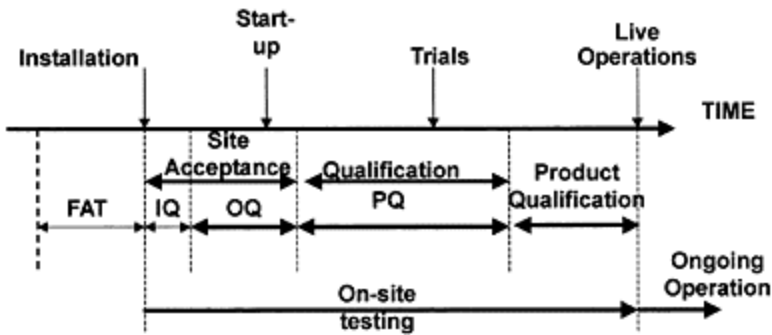 Start-
up
Installation
Trials
Live
Operations
TIME
Site
Acceptance
Qualification
Product
Qualification
FAT
IQ
OQ
PQ
On-site
testing
Ongoing
Operation